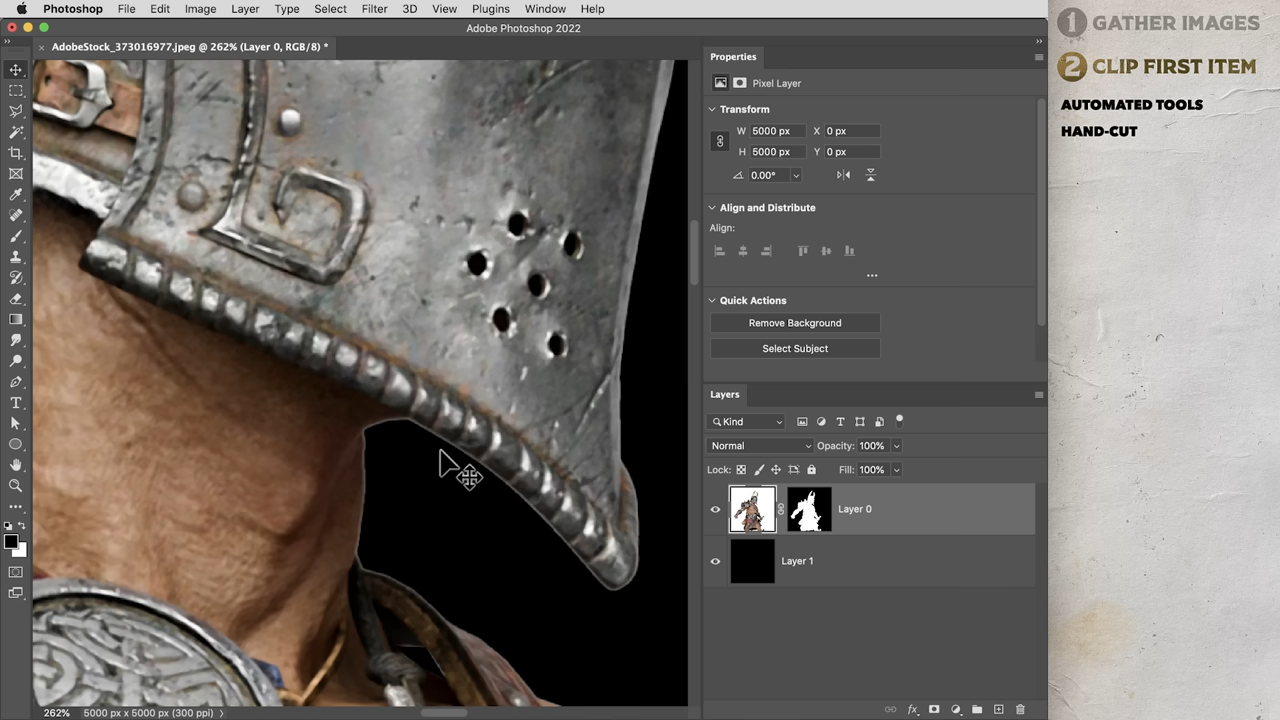 Photoshop File Edit Image Layer Type Select Filter 3D View Plugins Window Help
Adobe Photoshop 2022
AdobeStock_373016977.jpeg @ 262% (Layer 0, RGB/8) *
Properties
Pixel Layer
Transform
W 5000 px X 0 px
H 5000 px Y 0 px
0.00°
Align and Distribute
Align:
Quick Actions
Remove Background
Select Subject
Layers
Kind
Normal Opacity: 100%
Lock: Fill: 100%
Layer 0
Layer 1
262% 5000 px x 5000 px (300 ppi)
1 GATHER IMAGES
2 CLIP FIRST ITEM
AUTOMATED TOOLS
HAND-CUT